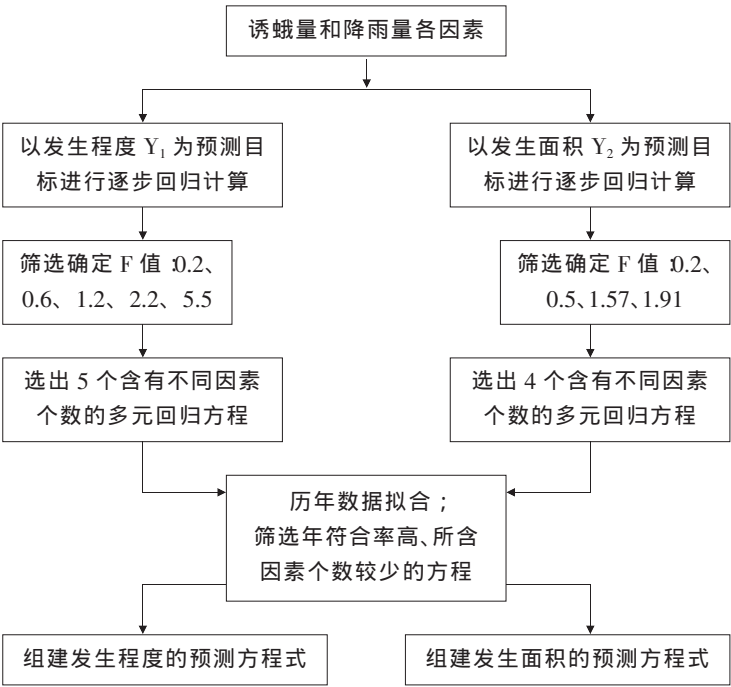 诱蛾量和降雨量各因素
以发生程度 Y₁ 为预测目
标进行逐步回归计算
以发生面积 Y₂ 为预测目
标进行逐步回归计算
筛选确定 F 值:0.2、
0.6、1.2、2.2、5.5
筛选确定 F 值:0.2、
0.5、1.57、1.91
选出 5 个含有不同因素
个数的多元回归方程
选出 4 个含有不同因素
个数的多元回归方程
历年数据拟合;
筛选年符合率高、所含
因素个数较少的方程
组建发生程度的预测方程式
组建发生面积的预测方程式